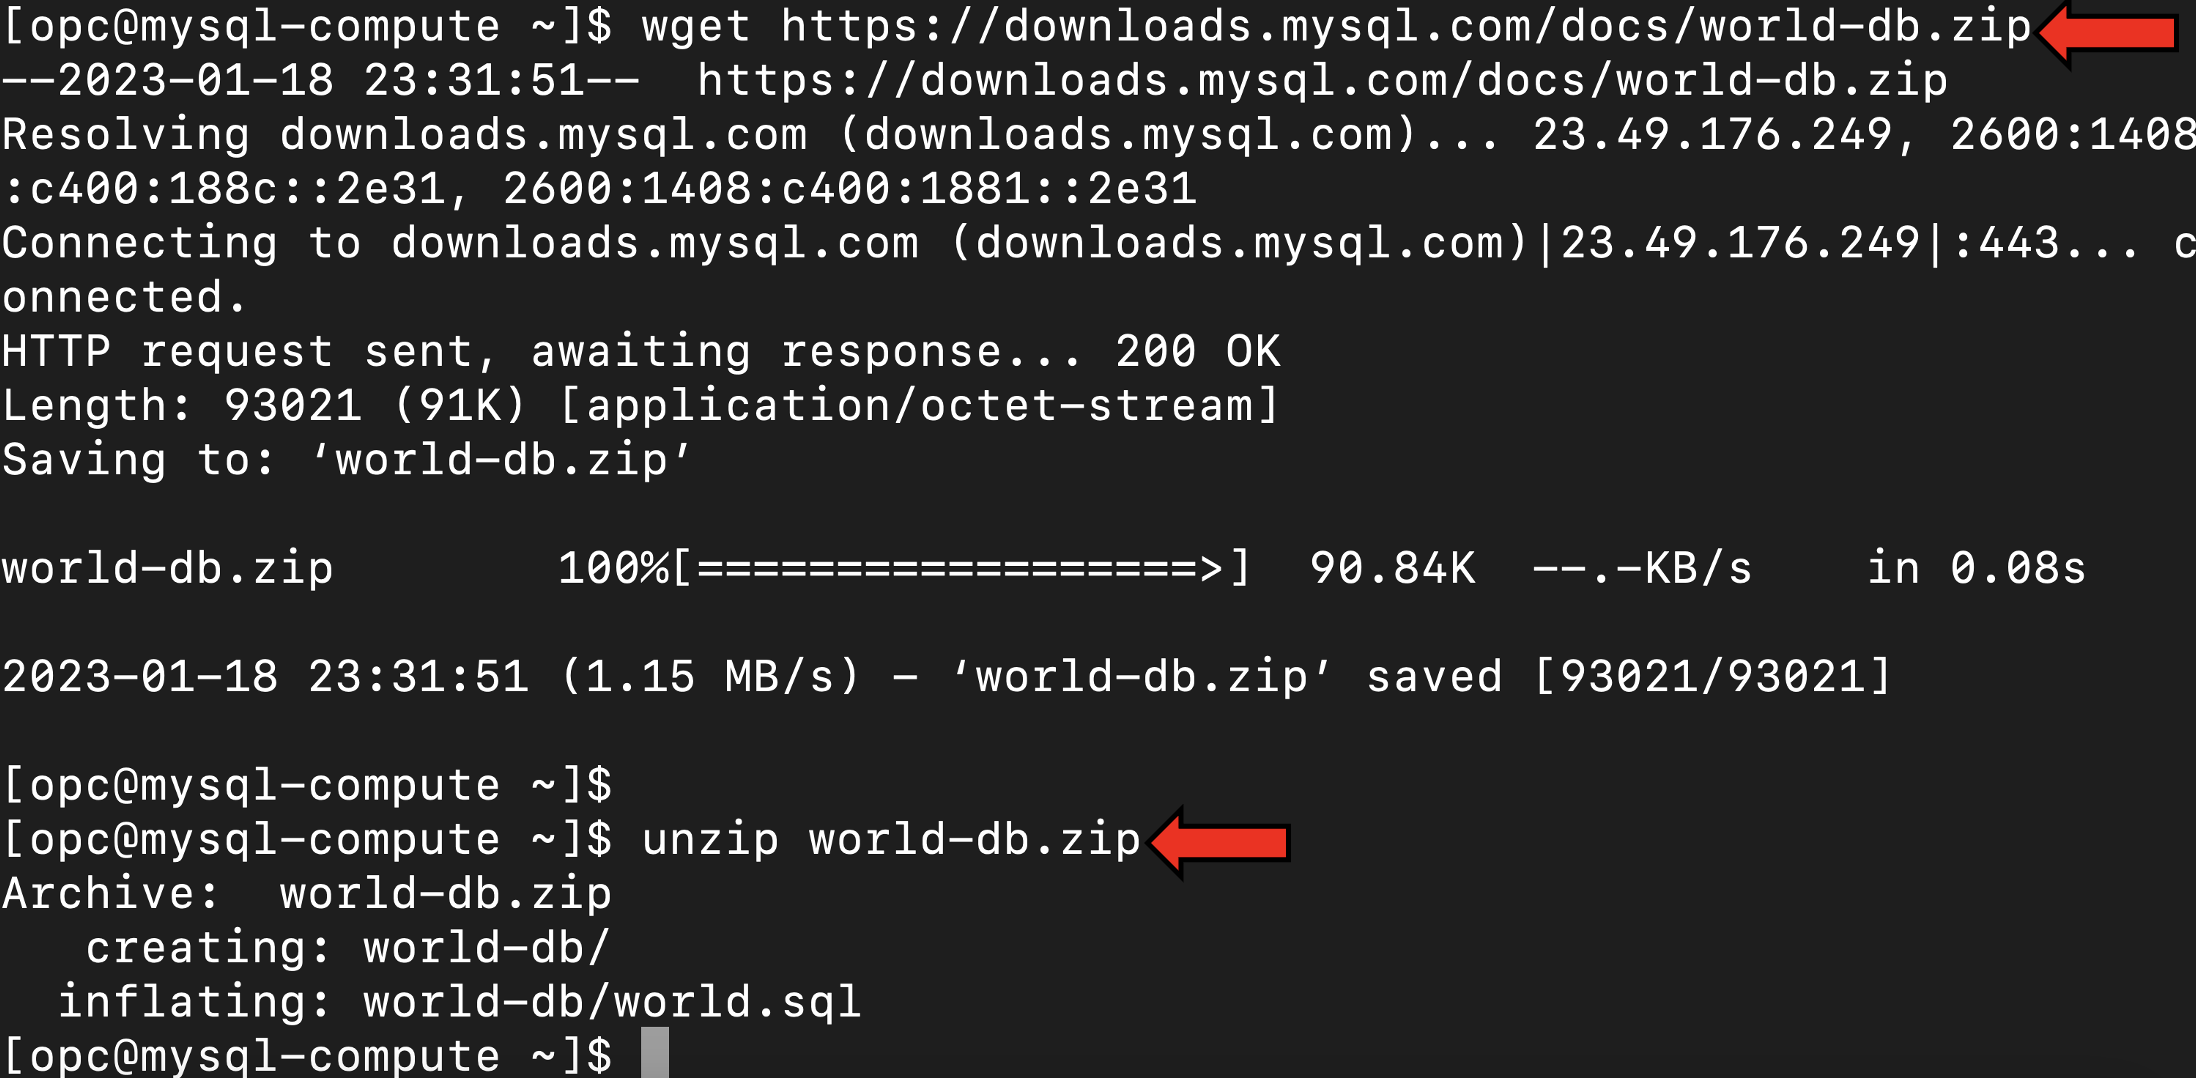 [opc@mysql-compute ~]$ wget https://downloads.mysql.com/docs/world-db.zip
--2023-01-18 23:31:51--  https://downloads.mysql.com/docs/world-db.zip
Resolving downloads.mysql.com (downloads.mysql.com)... 23.49.176.249, 2600:1408
:c400:188c::2e31, 2600:1408:c400:1881::2e31
Connecting to downloads.mysql.com (downloads.mysql.com)|23.49.176.249|:443... c
onnected.
HTTP request sent, awaiting response... 200 OK
Length: 93021 (91K) [application/octet-stream]
Saving to: ‘world-db.zip’
world-db.zip        100%[==================>]  90.84K  --.-KB/s    in 0.08s
2023-01-18 23:31:51 (1.15 MB/s) - ‘world-db.zip’ saved [93021/93021]
[opc@mysql-compute ~]$
[opc@mysql-compute ~]$ unzip world-db.zip
Archive:  world-db.zip
   creating: world-db/
  inflating: world-db/world.sql
[opc@mysql-compute ~]$